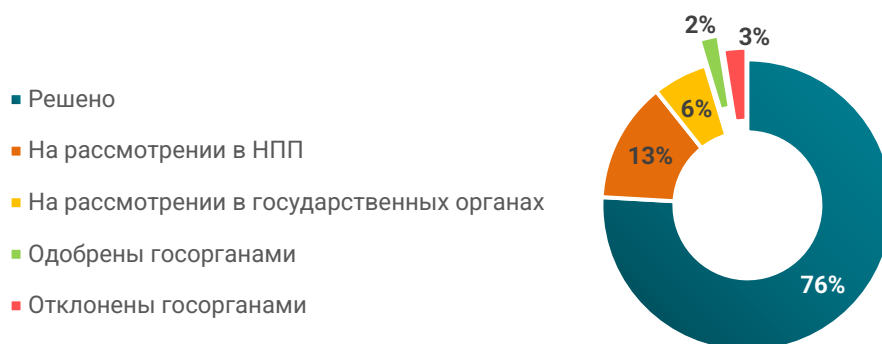 2%
3%
Решено
6%
На рассмотрении в НПП
13%
На рассмотрении в государственных органах
Одобрены госорганами
76%
Отклонены госорганами